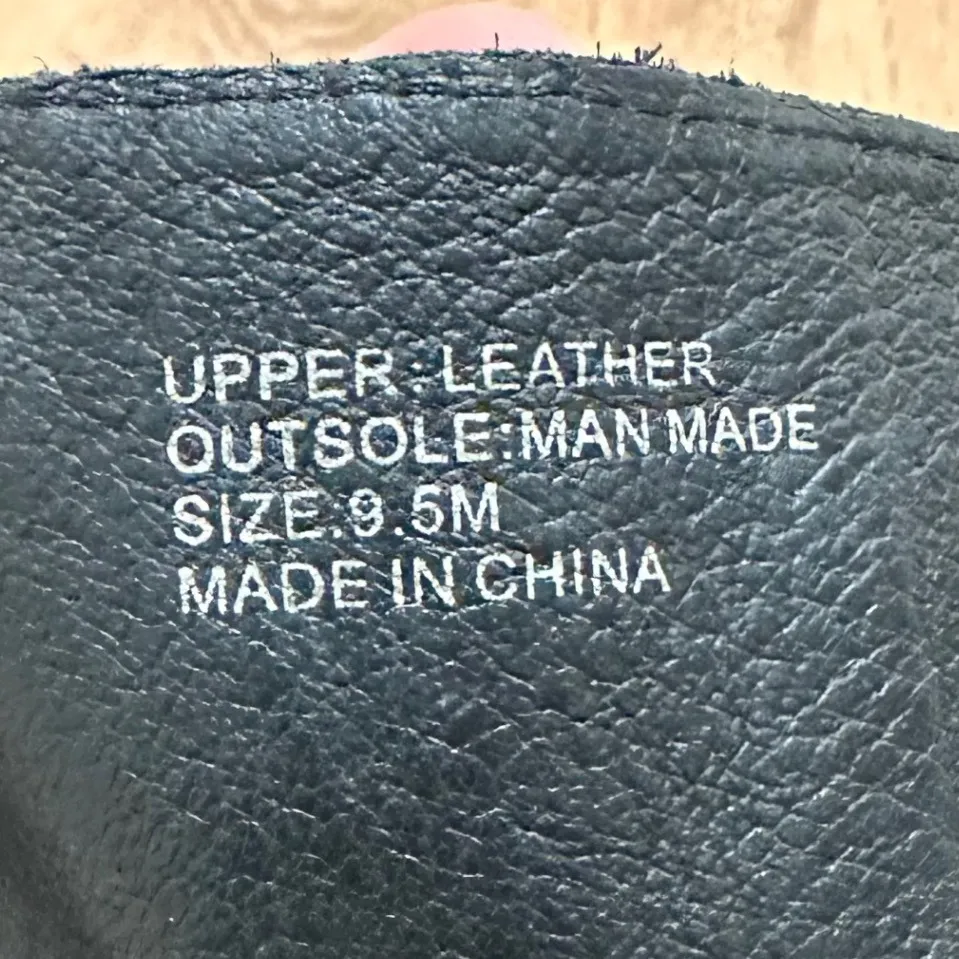 UPPER: LEATHER
OUTSOLE:MAN MADE
SIZE:9.5M
MADE IN CHINA